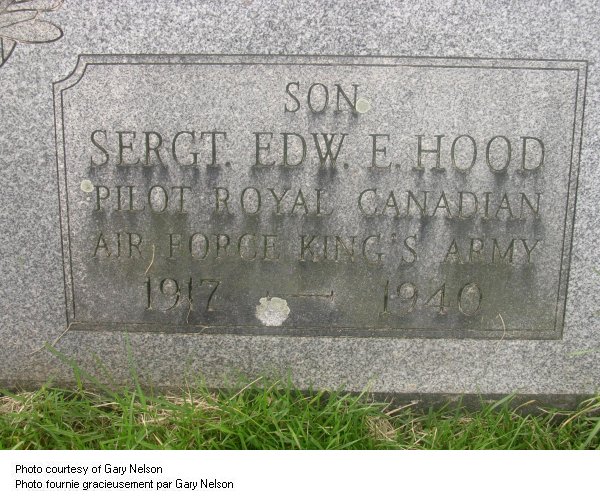 SON
SERGT. EDW. E. HOOD
PILOT ROYAL CANADIAN
AIR FORCE KING'S ARMY
1917 — 1940
Photo courtesy of Gary Nelson
Photo fournie gracieusement par Gary Nelson